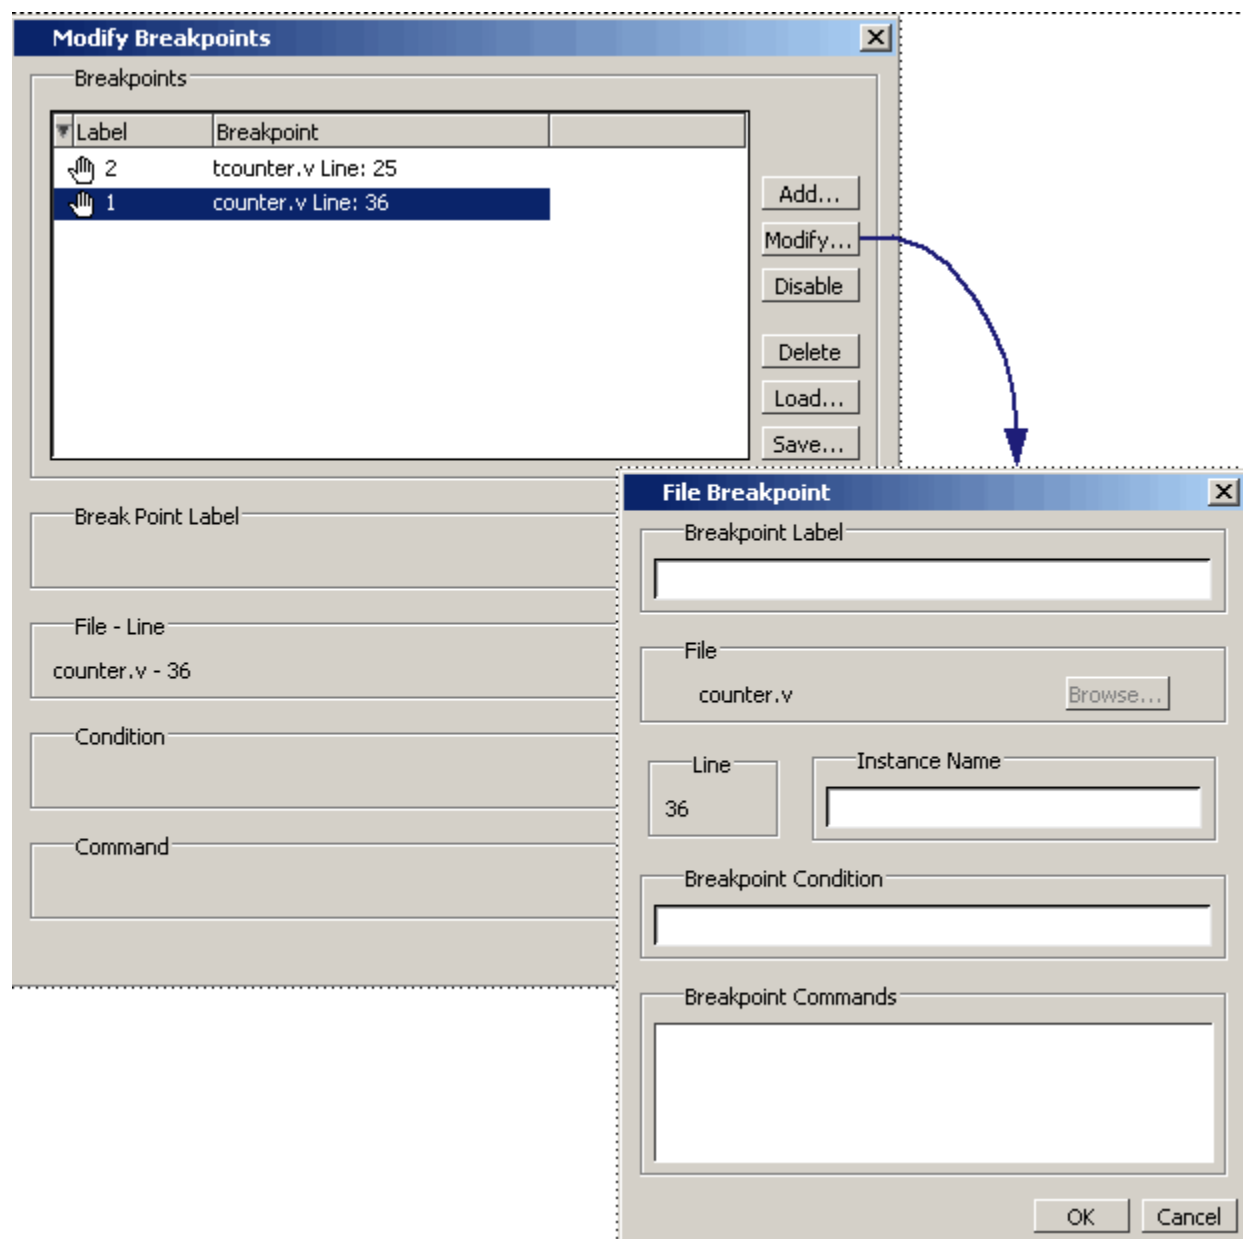 Modify Breakpoints
Breakpoints
Label Breakpoint
2 tcounter.v Line: 25
1 counter.v Line: 36
Add...
Modify...
Disable
Delete
Load...
Save...
Break Point Label
File - Line
counter.v - 36
Condition
Command
File Breakpoint
Breakpoint Label
File
counter.v Browse...
Line Instance Name
36
Breakpoint Condition
Breakpoint Commands
OK Cancel